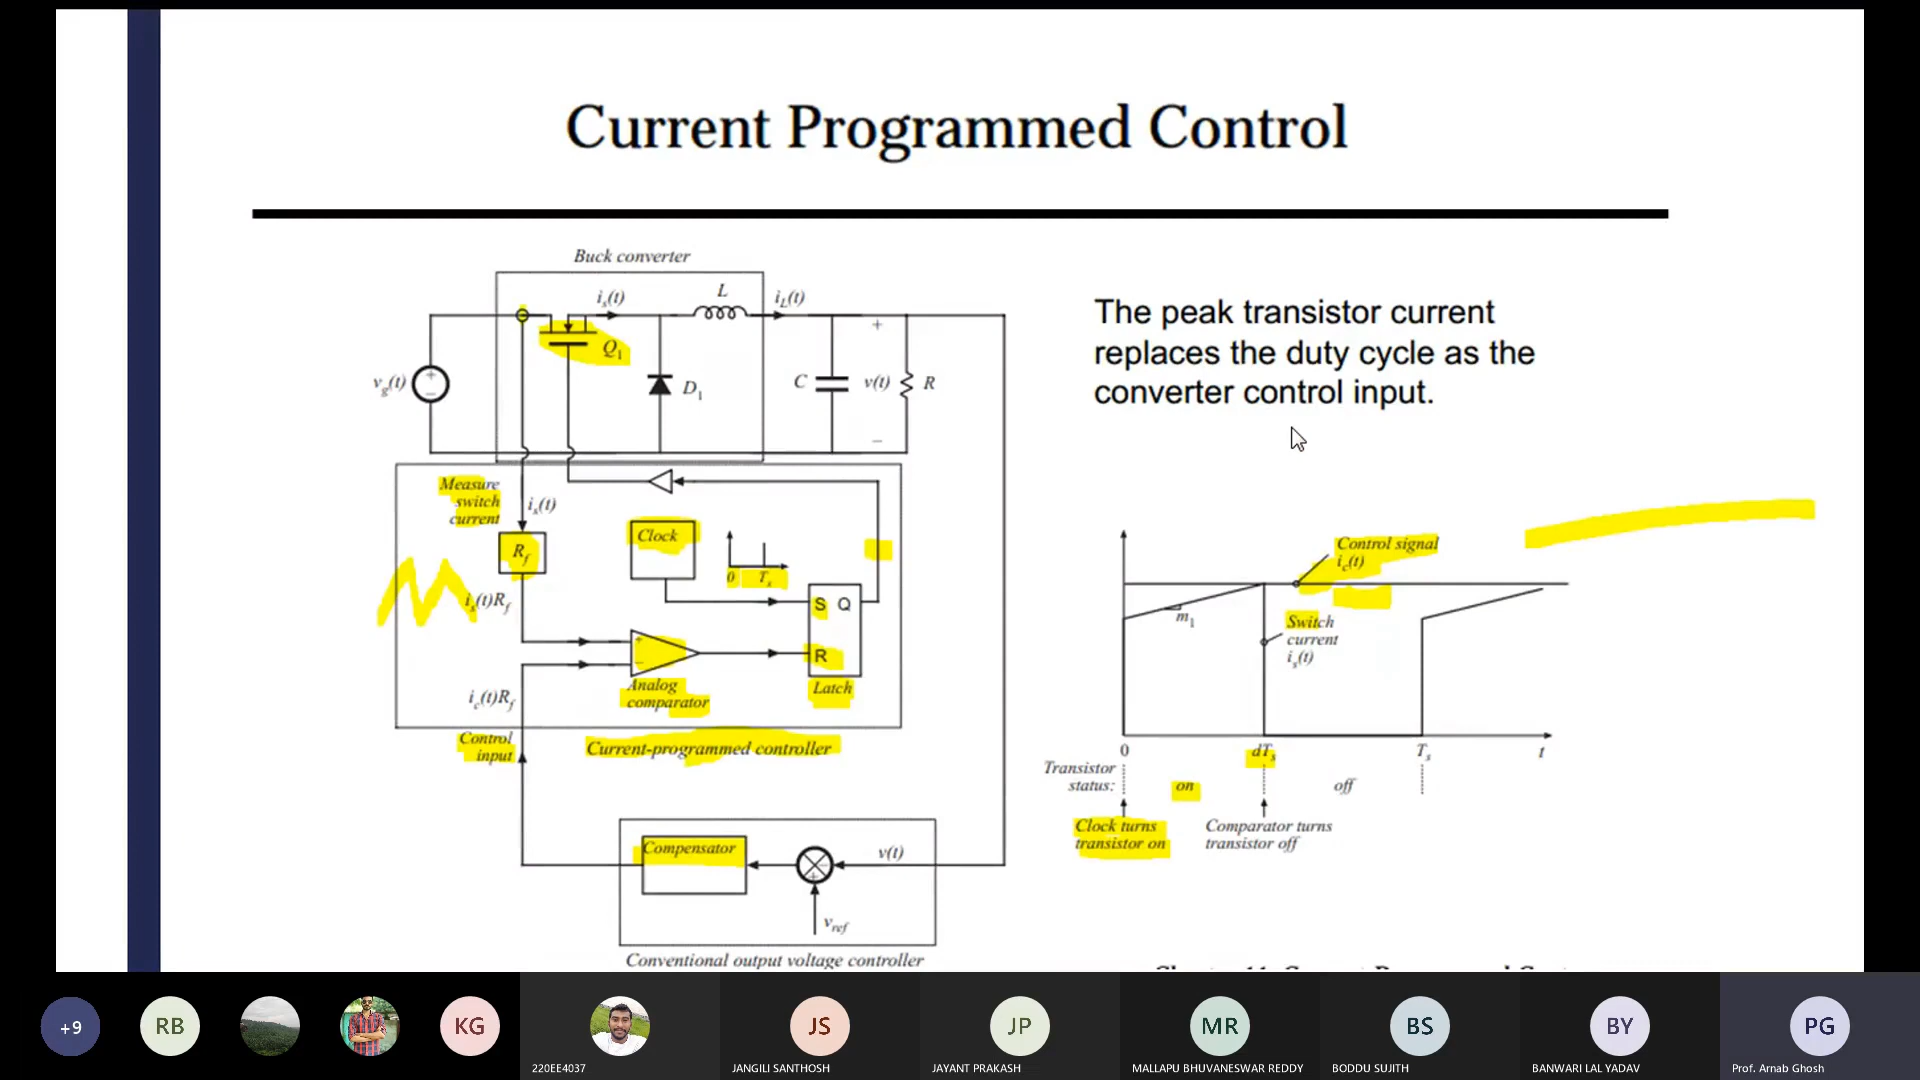 Current Programmed Control
Buck converter
i_s(t)
L
i_L(t)
+
Q_1
v_g(t)
+
−
D_1
C
v(t)
R
−
The peak transistor current
replaces the duty cycle as the
converter control input.
Measure
switch
current
i_s(t)
R_f
Clock
0
T_s
i_s(t)R_f
S Q
R
+
−
Analog
comparator
Latch
i_c(t)R_f
Control
input
Current-programmed controller
Compensator
v(t)
+
v_ref
Conventional output voltage controller
Control signal
i_c(t)
m_1
Switch
current
i_s(t)
0
dT_s
T_s
t
Transistor
status:
on
off
Clock turns
transistor on
Comparator turns
transistor off
+9
RB
KG
220EE4037
JS
JANGILI SANTHOSH
JP
JAYANT PRAKASH
MR
MALLAPU BHUVANESWAR REDDY
BS
BODDU SUJITH
BY
BANWARI LAL YADAV
PG
Prof. Arnab Ghosh